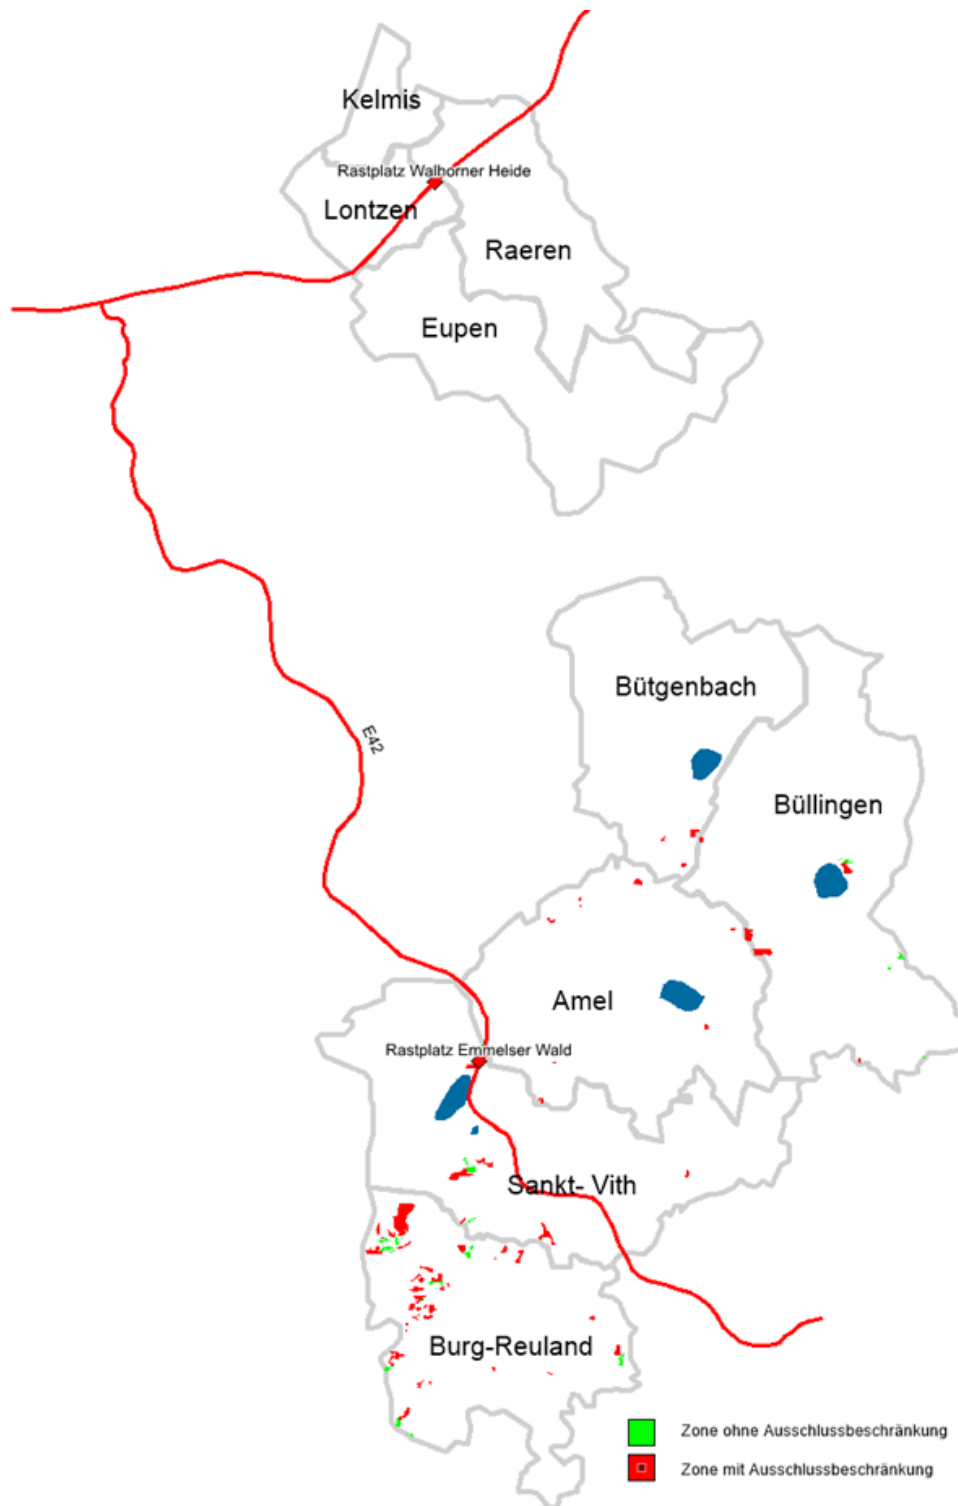 Kelmis
Rastplatz Walhorner Heide
Lontzen
Raeren
Eupen
Bütgenbach
E42
Büllingen
Amel
Rastplatz Emmelser Wald
Sankt- Vith
Burg-Reuland
Zone ohne Ausschlussbeschränkung
Zone mit Ausschlussbeschränkung